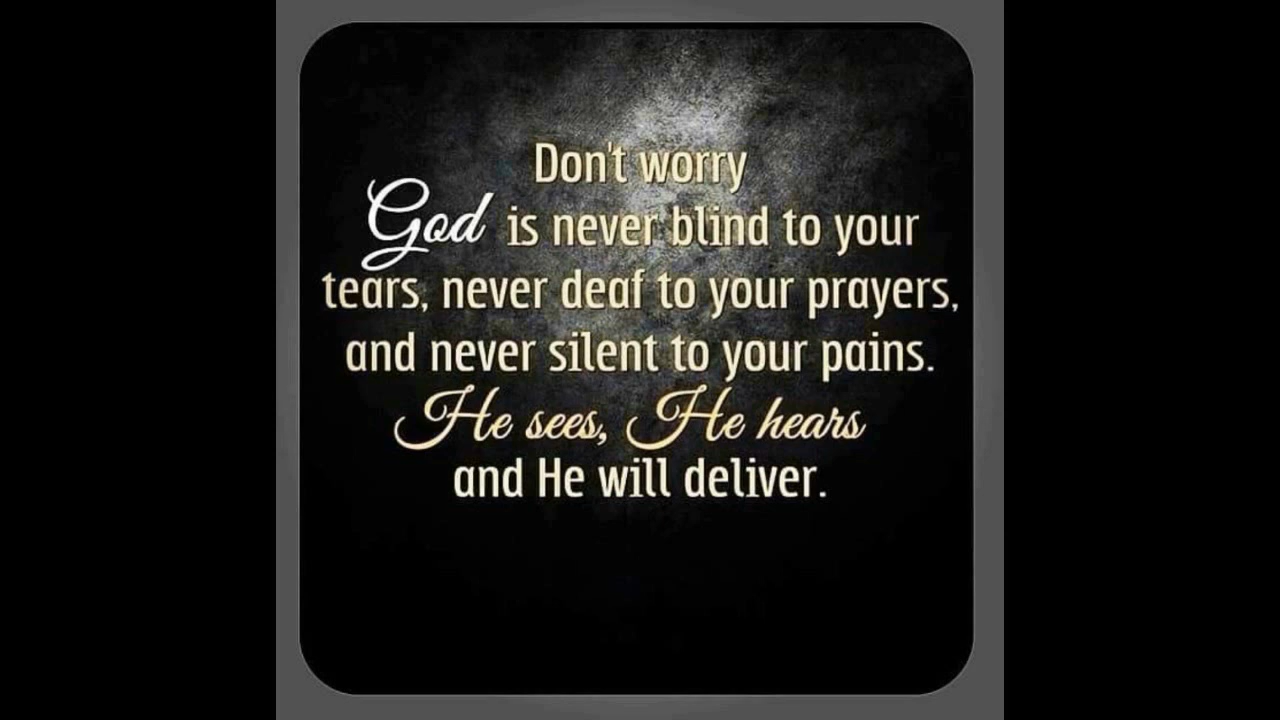 Don't worry
God is never blind to your
tears, never deaf to your prayers,
and never silent to your pains.
He sees, He hears
and He will deliver.